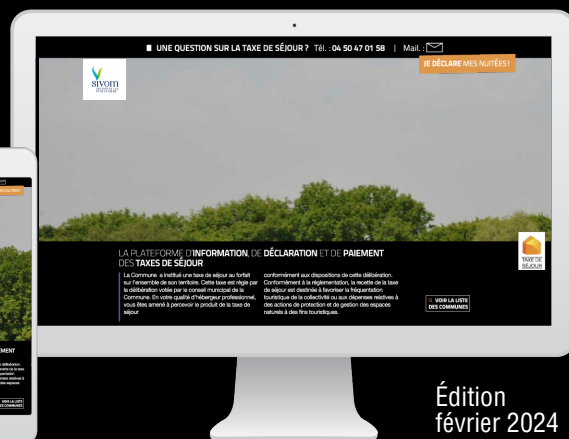 ■ UNE QUESTION SUR LA TAXE DE SÉJOUR ? Tél. : 04 50 47 01 58 | Mail. :
JE DÉCLARE MES NUITÉES !
sivom
LA PLATEFORME D'INFORMATION, DE DÉCLARATION ET DE PAIEMENT
DES TAXES DE SÉJOUR
La Commune a institué une taxe de séjour au forfait
sur l'ensemble de son territoire. Cette taxe est régie par
la délibération votée par le conseil municipal de la
Commune. En votre qualité d'hébergeur professionnel,
vous êtes amené à percevoir le produit de la taxe de
séjour
conformément aux dispositions de cette délibération.
Conformément à la réglementation, la recette de la taxe
de séjour est destinée à favoriser la fréquentation
touristique de la collectivité ou aux dépenses relatives à
des actions de protection et de gestion des espaces
naturels à des fins touristiques.
TAXE DE
SÉJOUR
VOIR LA LISTE
DES COMMUNES
EMENT
VOIR LA LISTE
DES COMMUNES
Édition
février 2024